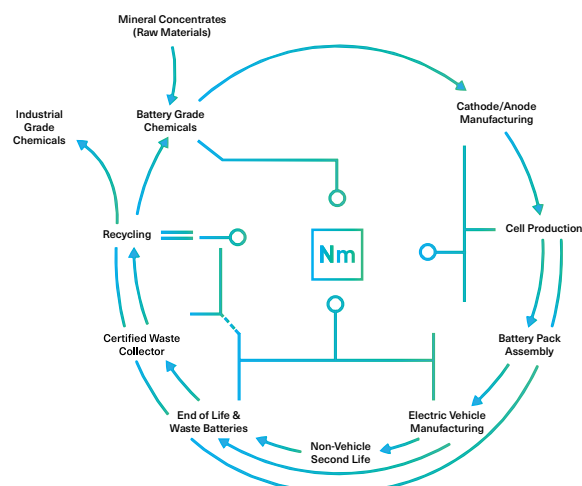 Mineral Concentrates
(Raw Materials)
Industrial
Grade
Chemicals
Battery Grade
Chemicals
Cathode/Anode
Manufacturing
Recycling
Nm
Cell Production
Certified Waste
Collector
Battery Pack
Assembly
End of Life &
Waste Batteries
Electric Vehicle
Manufacturing
Non-Vehicle
Second Life